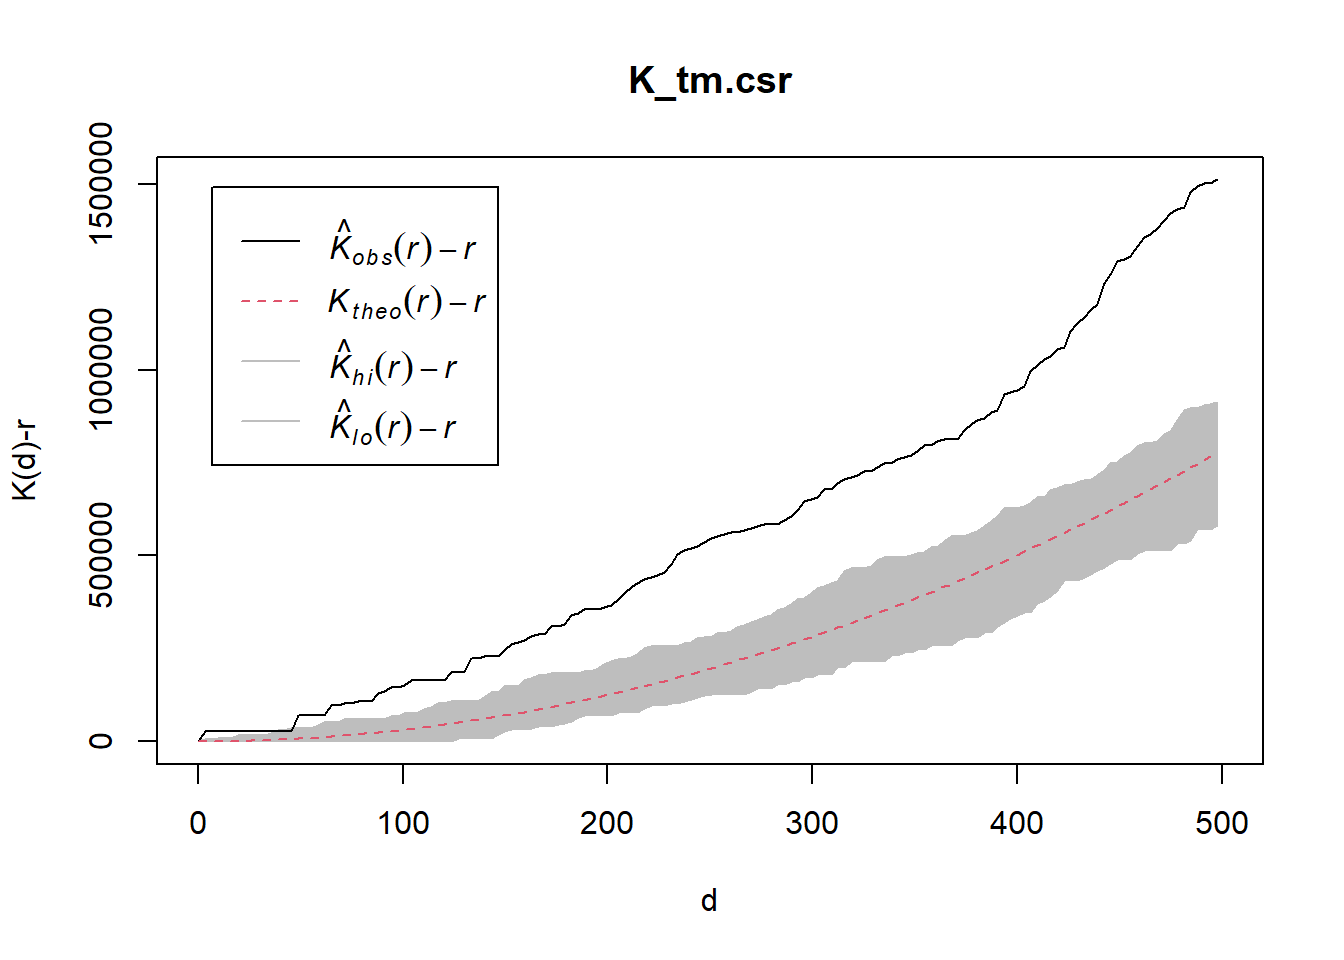 K_tm.csr
K(d)-r
1500000
1000000
500000
0
K̂obs(r) − r
Ktheo(r) − r
K̂hi(r) − r
K̂lo(r) − r
0 100 200 300 400 500
d